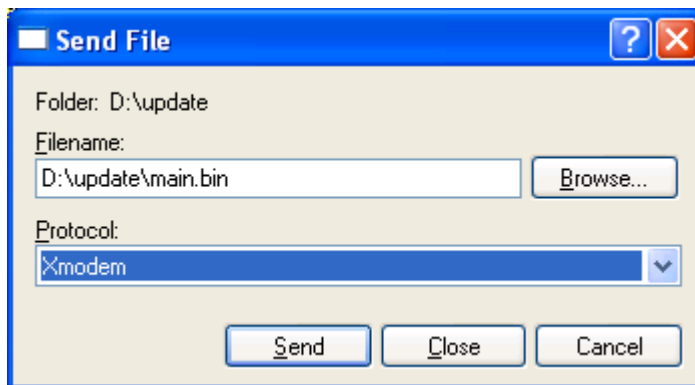 Send File
Folder: D:\update
Filename:
D:\update\main.bin
Browse...
Protocol:
Xmodem
Send
Close
Cancel